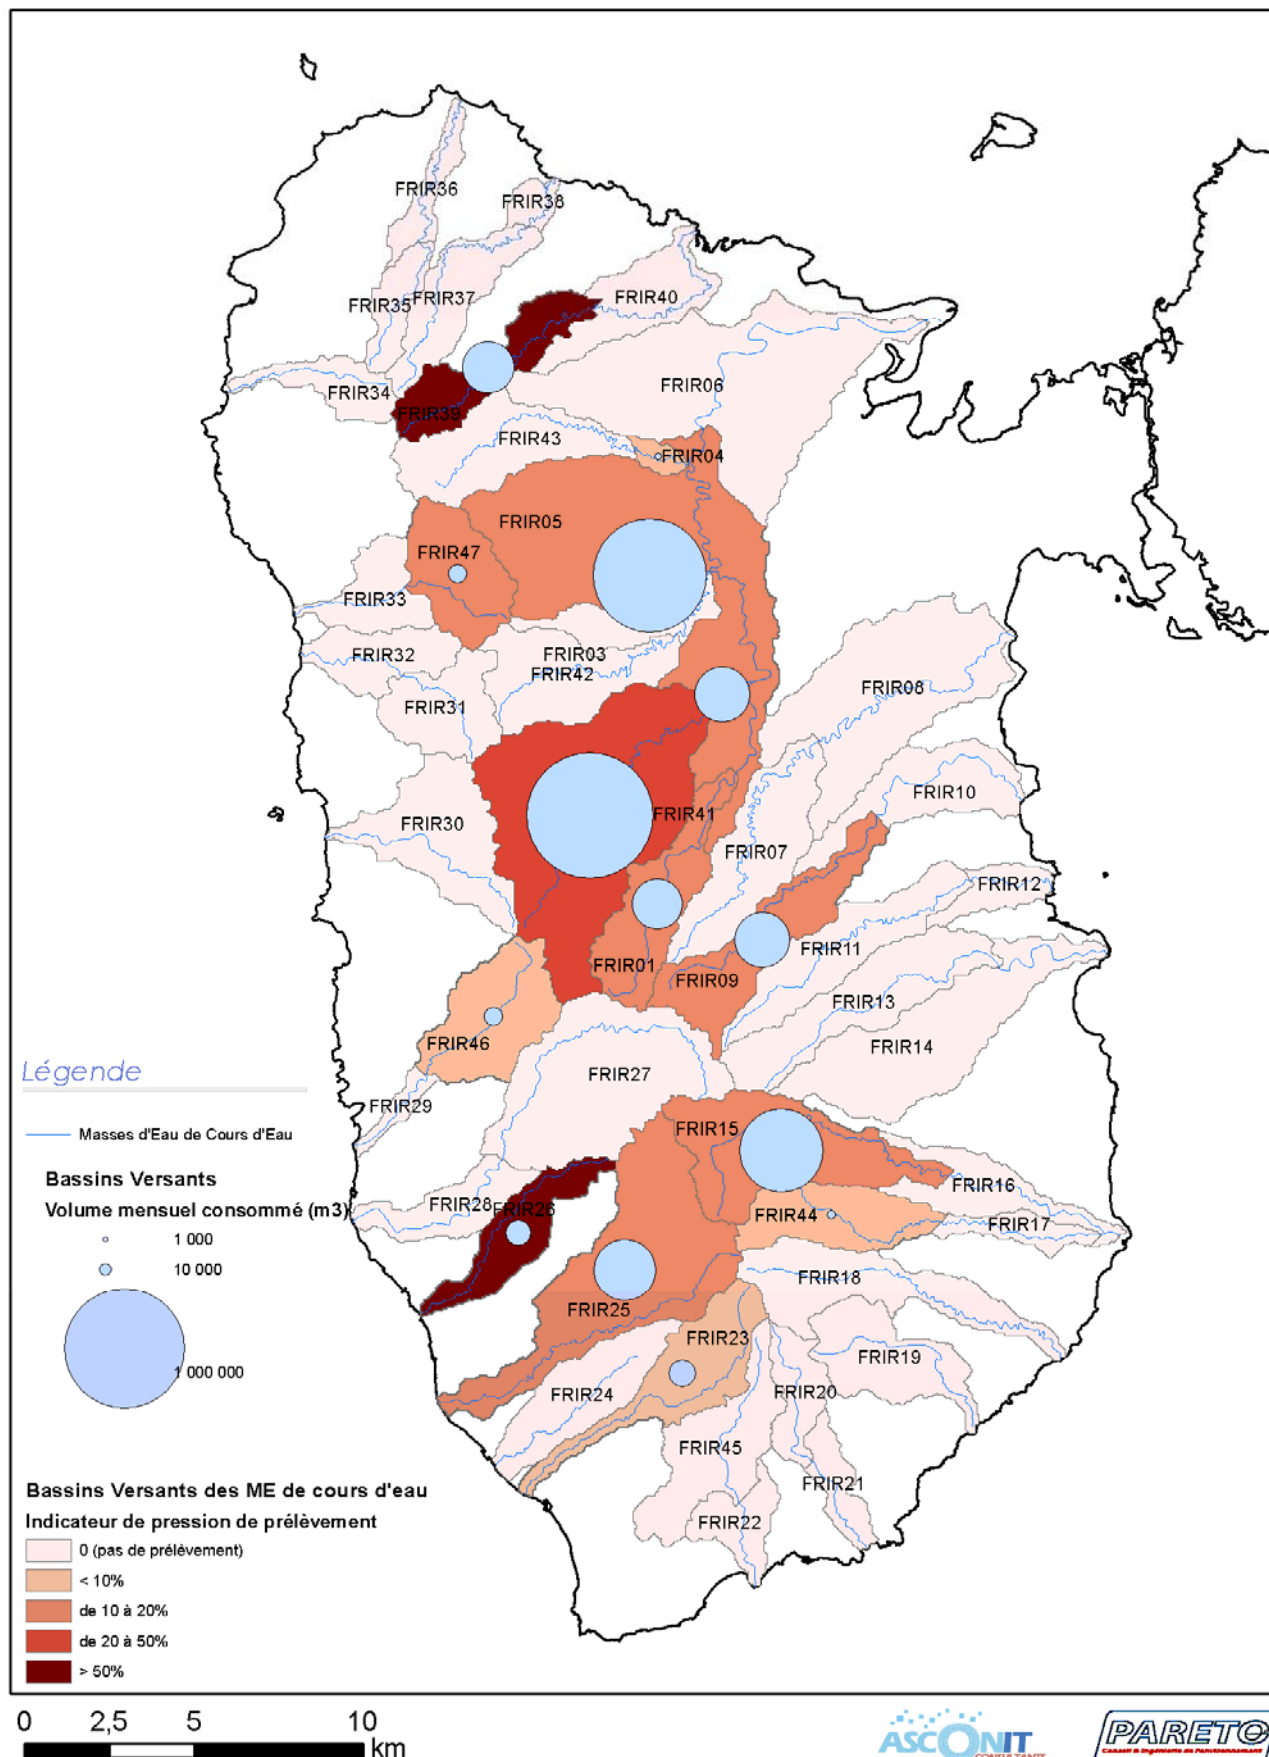 FRIR36
FRIR38
FRIR35
FRIR37
FRIR40
FRIR34
FRIR39
FRIR06
FRIR43
FRIR04
FRIR05
FRIR47
FRIR33
FRIR32
FRIR03
FRIR42
FRIR31
FRIR08
FRIR10
FRIR30
FRIR41
FRIR07
FRIR12
FRIR11
FRIR01
FRIR09
FRIR13
FRIR46
FRIR14
FRIR27
FRIR29
FRIR15
FRIR16
FRIR28
FRIR26
FRIR44
FRIR17
FRIR18
FRIR25
FRIR23
FRIR19
FRIR24
FRIR20
FRIR45
FRIR21
FRIR22
Légende
Masses d'Eau de Cours d'Eau
Bassins Versants
Volume mensuel consommé (m3)
1 000
10 000
1 000 000
Bassins Versants des ME de cours d'eau
Indicateur de pression de prélèvement
0 (pas de prélèvement)
< 10%
de 10 à 20%
de 20 à 50%
> 50%
0 2,5 5 10
km
ASCONIT
CONSULTANTS
PARETO
Conseil & Ingénierie de l'environnement